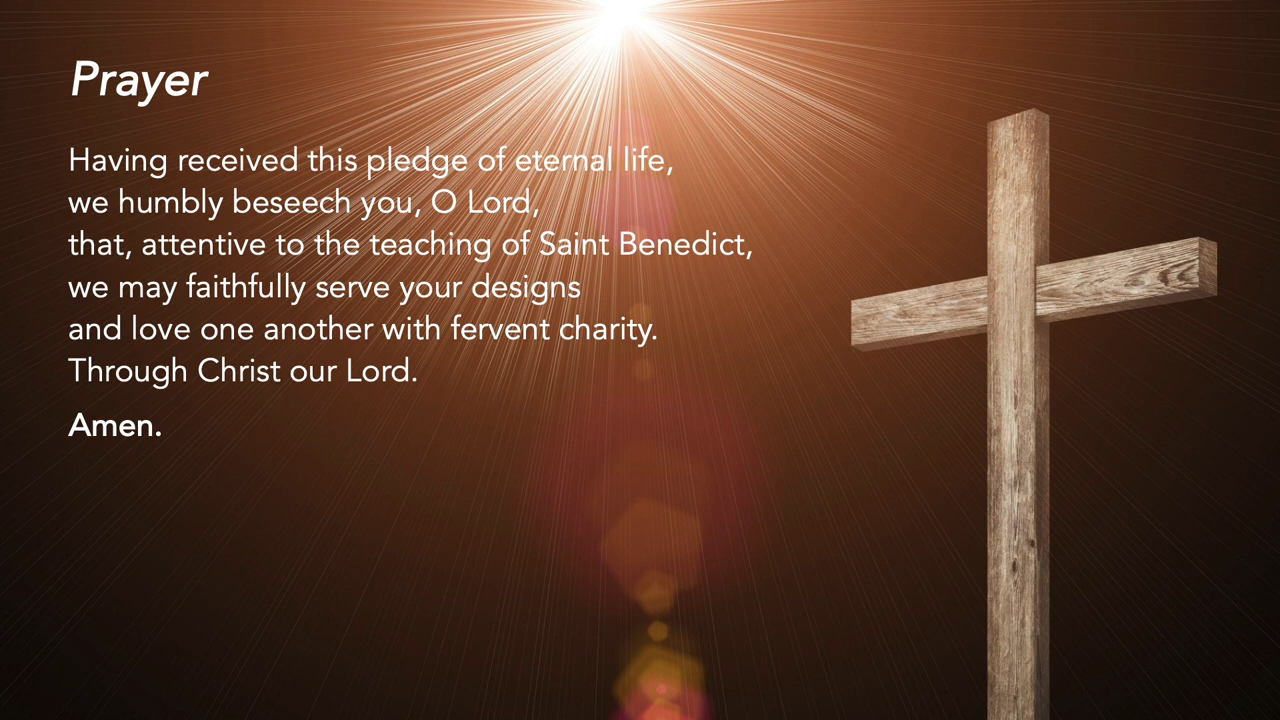 Prayer
Having received this pledge of eternal life,
we humbly beseech you, O Lord,
that, attentive to the teaching of Saint Benedict,
we may faithfully serve your designs
and love one another with fervent charity.
Through Christ our Lord.
Amen.